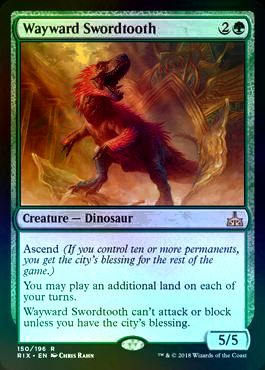 Wayward Swordtooth 2
Creature — Dinosaur
Ascend (If you control ten or more permanents,
you get the city's blessing for the rest of the
game.)
You may play an additional land on each of
your turns.
Wayward Swordtooth can't attack or block
unless you have the city's blessing.
5/5
150/196 R
RIX • EN Chris Rahn
™ & © 2018 Wizards of the Coast